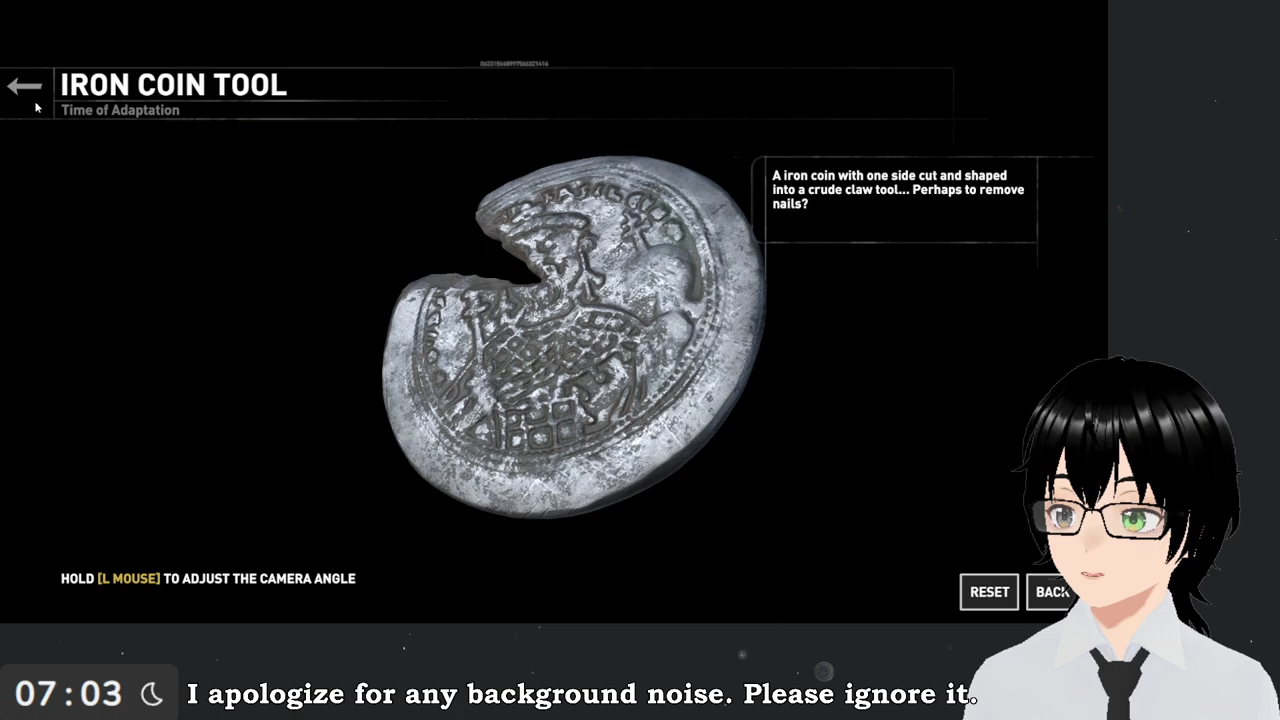 IRON COIN TOOL
Time of Adaptation
A iron coin with one side cut and shaped
into a crude claw tool... Perhaps to remove
nails?
HOLD [L MOUSE] TO ADJUST THE CAMERA ANGLE
RESET
BACK
07:03
I apologize for any background noise. Please ignore it.